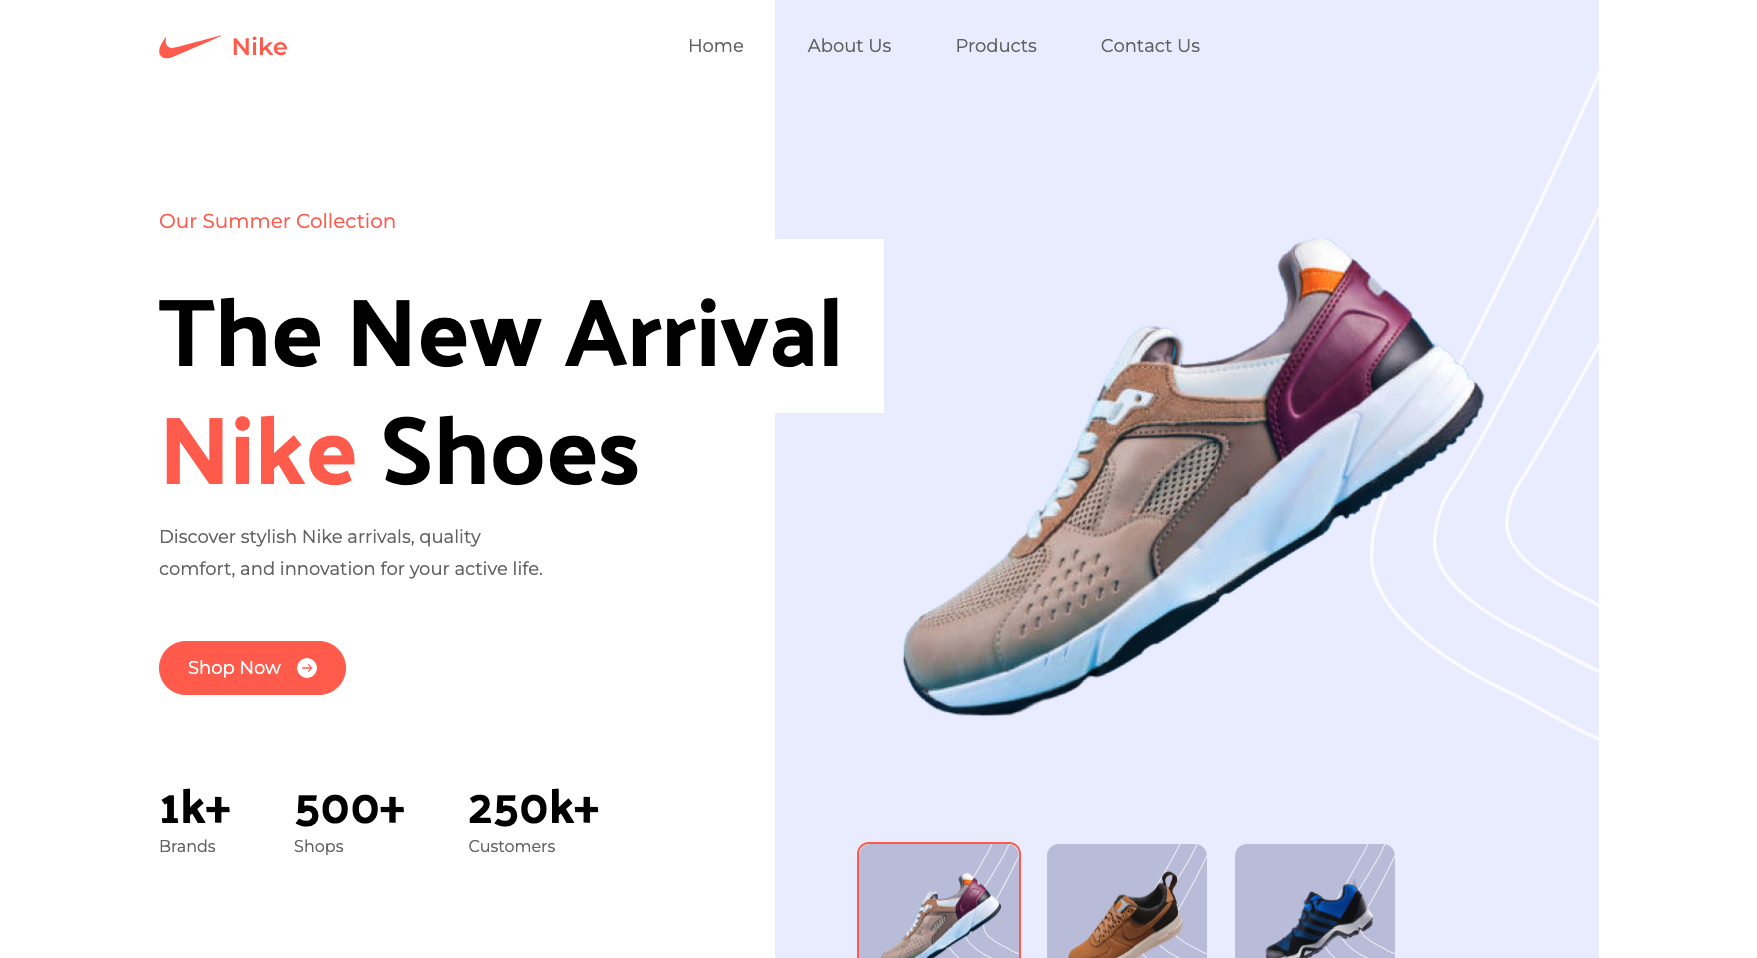 Nike
Home
About Us
Products
Contact Us
Our Summer Collection
The New Arrival
Nike Shoes
Discover stylish Nike arrivals, quality
comfort, and innovation for your active life.
Shop Now
1k+
Brands
500+
Shops
250k+
Customers